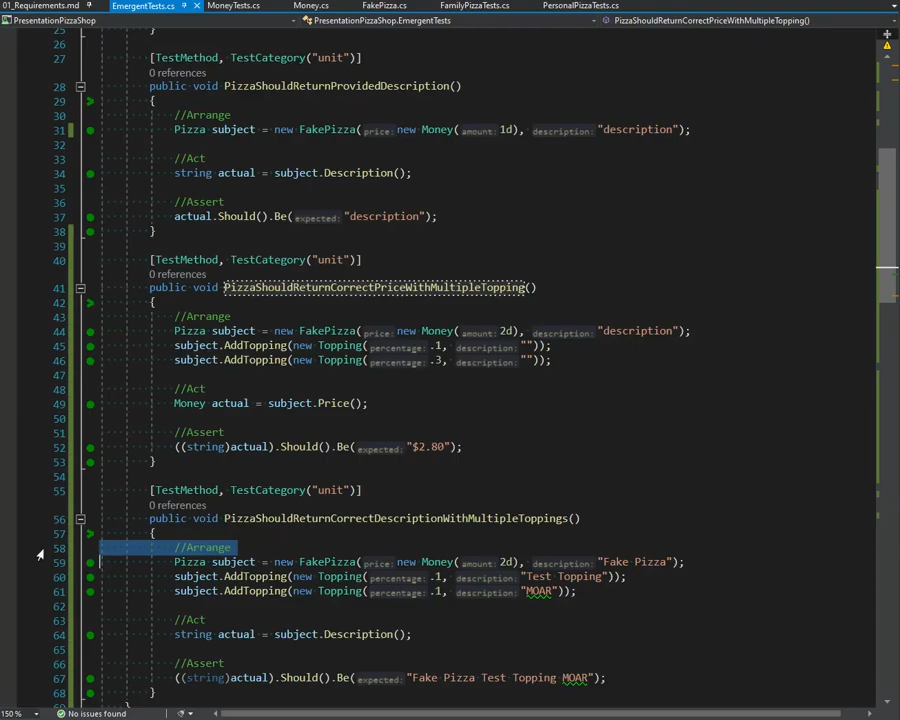 01_Requirements.md EmergentTests.cs MoneyTests.cs Money.cs FakePizza.cs FamilyPizzaTests.cs PersonalPizzaTests.cs
PresentationPizzaShop PresentationPizzaShop.EmergentTests PizzaShouldReturnCorrectPriceWithMultipleTopping()
25 }
26
27 [TestMethod, TestCategory("unit")]
0 references
28 public void PizzaShouldReturnProvidedDescription()
29 {
30 //Arrange
31 Pizza subject = new FakePizza(price: new Money(amount: 1d), description: "description");
32
33 //Act
34 string actual = subject.Description();
35
36 //Assert
37 actual.Should().Be(expected: "description");
38 }
39
40 [TestMethod, TestCategory("unit")]
0 references
41 public void PizzaShouldReturnCorrectPriceWithMultipleTopping()
42 {
43 //Arrange
44 Pizza subject = new FakePizza(price: new Money(amount: 2d), description: "description");
45 subject.AddTopping(new Topping(percentage: .1, description: ""));
46 subject.AddTopping(new Topping(percentage: .3, description: ""));
47
48 //Act
49 Money actual = subject.Price();
50
51 //Assert
52 ((string)actual).Should().Be(expected: "$2.80");
53 }
54
55 [TestMethod, TestCategory("unit")]
0 references
56 public void PizzaShouldReturnCorrectDescriptionWithMultipleToppings()
57 {
58 //Arrange
59 Pizza subject = new FakePizza(price: new Money(amount: 2d), description: "Fake Pizza");
60 subject.AddTopping(new Topping(percentage: .1, description: "Test Topping"));
61 subject.AddTopping(new Topping(percentage: .1, description: "MOAR"));
62
63 //Act
64 string actual = subject.Description();
65
66 //Assert
67 ((string)actual).Should().Be(expected: "Fake Pizza Test Topping MOAR");
68 }
69 }
150 % No issues found